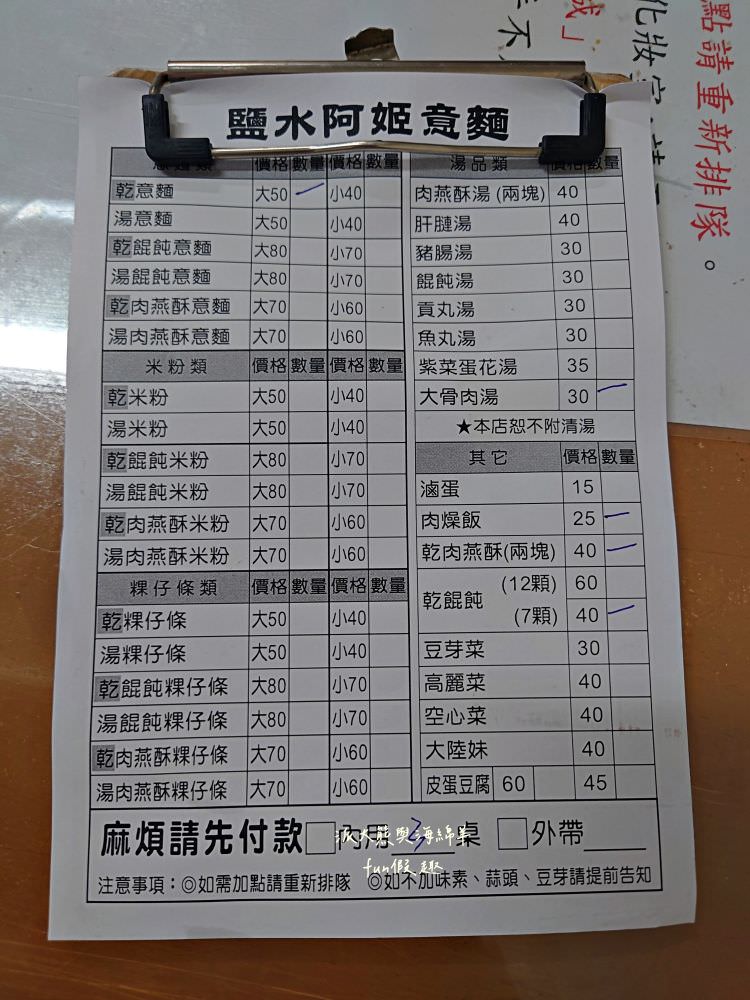 點請重新排隊。
成」
鹽水阿姬意麵
價格 數量 價格 數量
乾意麵 大50 小40
湯意麵 大50 小40
乾餛飩意麵 大80 小70
湯餛飩意麵 大80 小70
乾肉燕酥意麵 大70 小60
湯肉燕酥意麵 大70 小60
米粉類 價格 數量 價格 數量
乾米粉 大50 小40
湯米粉 大50 小40
乾餛飩米粉 大80 小70
湯餛飩米粉 大80 小70
乾肉燕酥米粉 大70 小60
湯肉燕酥米粉 大70 小60
粿仔條類 價格 數量 價格 數量
乾粿仔條 大50 小40
湯粿仔條 大50 小40
乾餛飩粿仔條 大80 小70
湯餛飩粿仔條 大80 小70
乾肉燕酥粿仔條 大70 小60
湯肉燕酥粿仔條 大70 小60
湯品類 價格 數量
肉燕酥湯(兩塊) 40
肝腱湯 40
豬腸湯 30
餛飩湯 30
貢丸湯 30
魚丸湯 30
紫菜蛋花湯 35
大骨肉湯 30
★本店恕不附清湯
其它 價格 數量
滷蛋 15
肉燥飯 25
乾肉燕酥(兩塊) 40
乾餛飩 (12顆) 60
(7顆) 40
豆芽菜 30
高麗菜 40
空心菜 40
大陸妹 40
皮蛋豆腐 60 45
麻煩請先付款 □內用 桌 □外帶
派大熊與海綿羊
fun假趣
注意事項：◎如需加點請重新排隊 ◎如不加味素、蒜頭、豆芽請提前告知